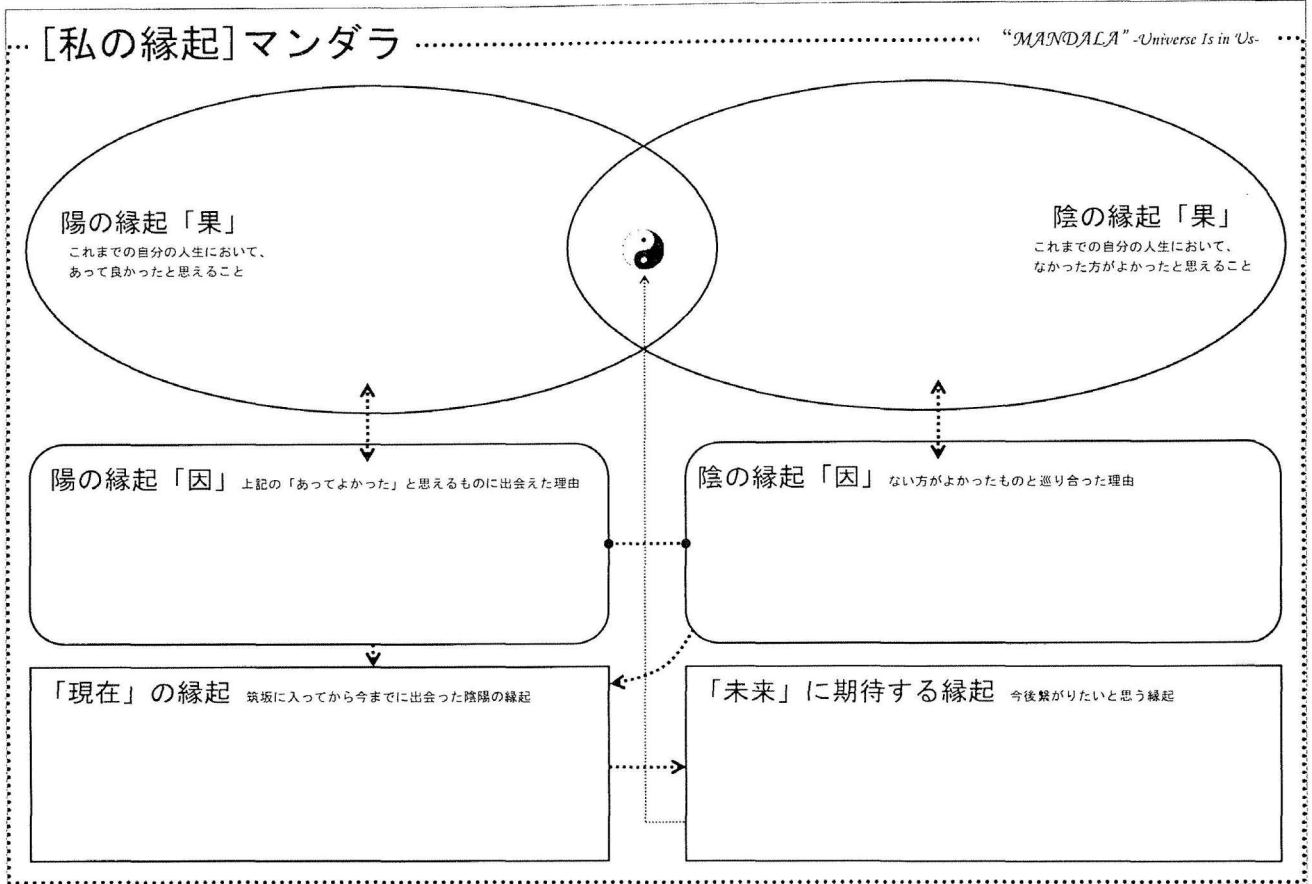 [私の縁起]マンダラ
“MANDALA” -Universe Is in Us-
陽の縁起「果」
これまでの自分の人生において、
あって良かったと思えること
陰の縁起「果」
これまでの自分の人生において、
なかった方がよかったと思えること
陽の縁起「因」 上記の「あってよかった」と思えるものに出会えた理由
陰の縁起「因」 ない方がよかったものと巡り合った理由
「現在」の縁起 筑坂に入ってから今までに出会った陰陽の縁起
「未来」に期待する縁起 今後繋がりたいと思う縁起